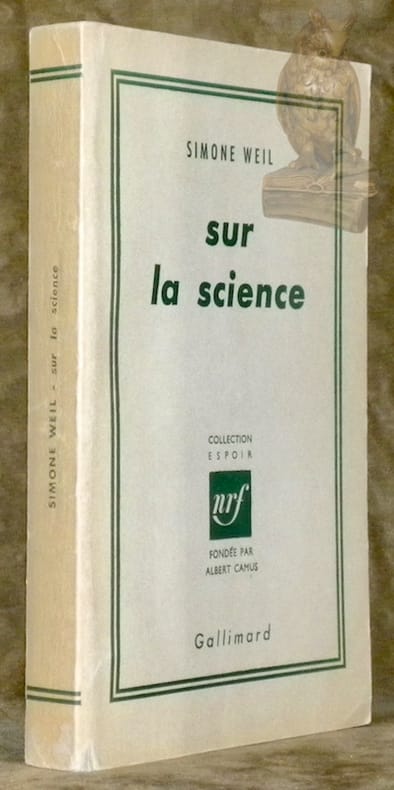 SIMONE WEIL
sur
la science
COLLECTION
ESPOIR
nrf
FONDÉE PAR
ALBERT CAMUS
Gallimard
SIMONE WEIL - sur la science